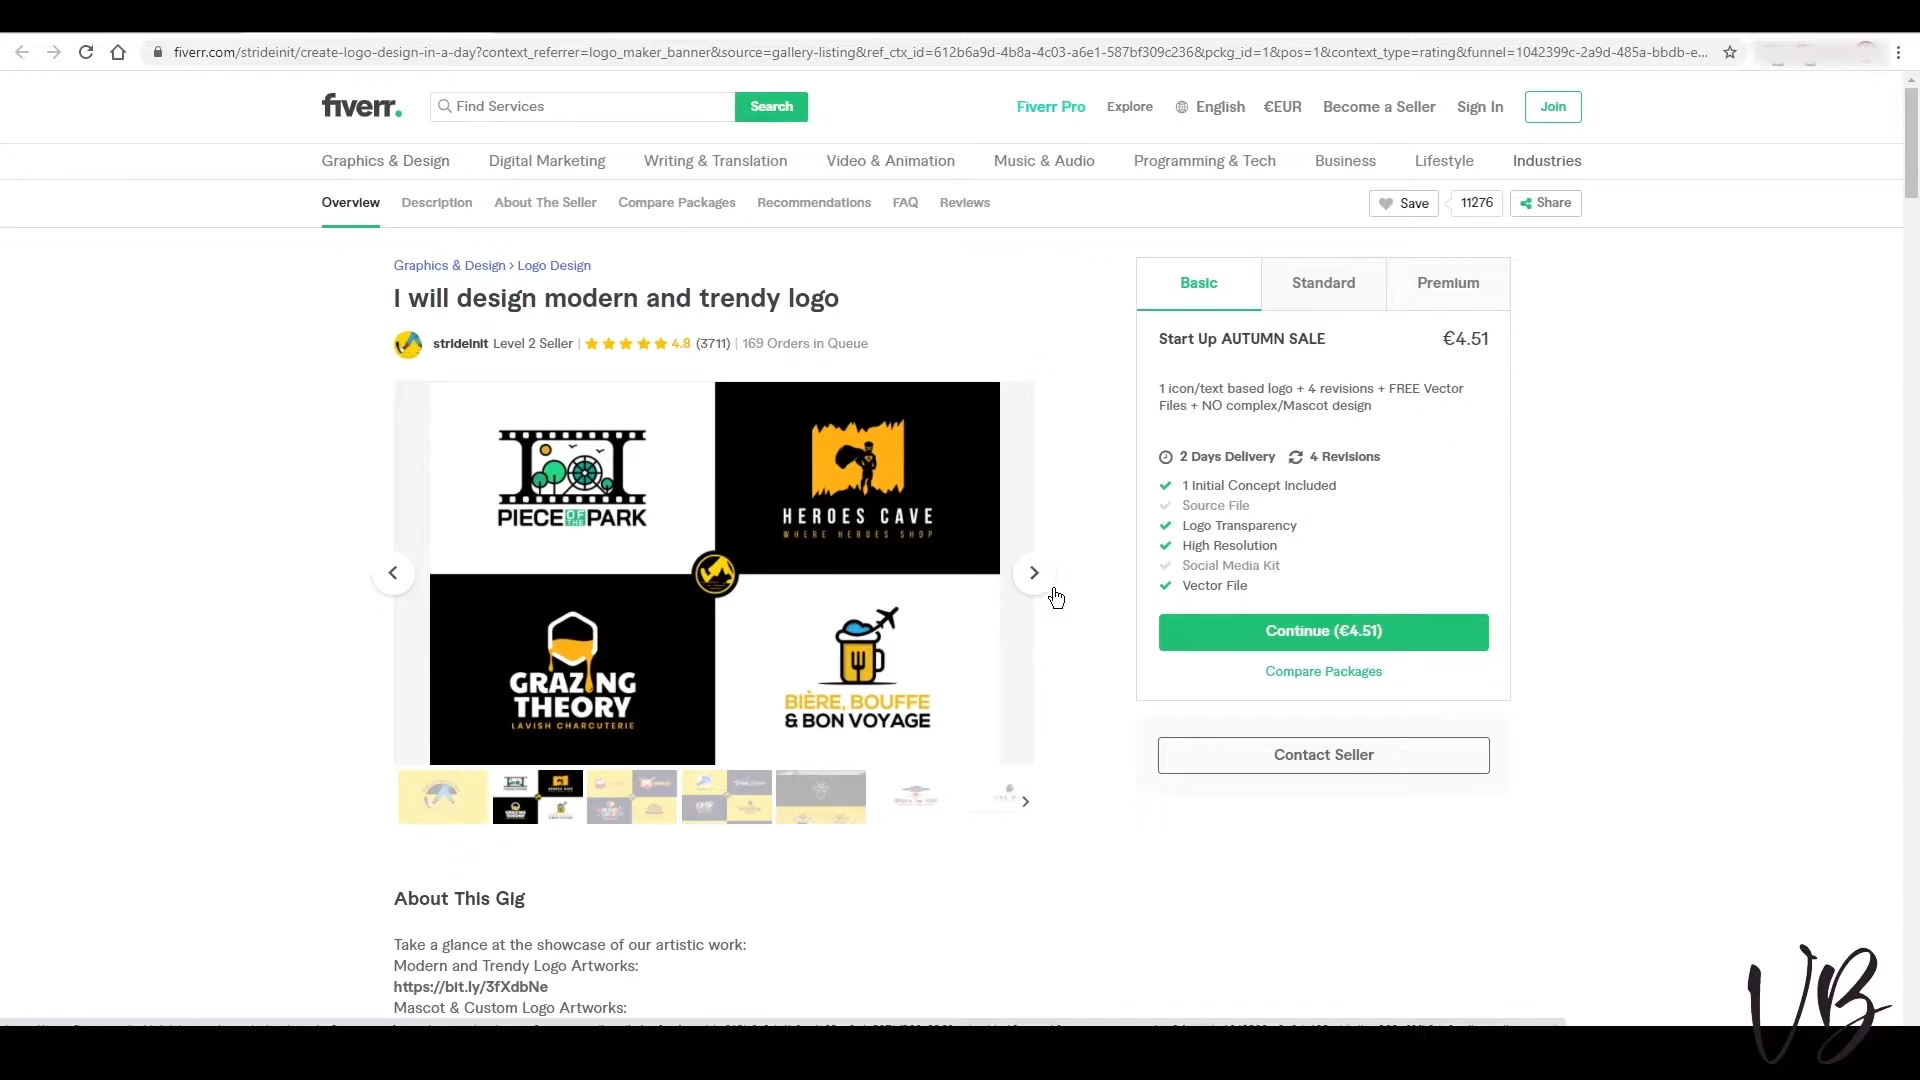 fiverr.com/strideinit/create-logo-design-in-a-day?context_referrer=logo_maker_banner&source=gallery-listing&ref_ctx_id=612b6a9d-4b8a-4c03-a6e1-587bf309c236&pckg_id=1&pos=1&context_type=rating&funnel=1042399c-2a9d-485a-bbdb-e...
fiverr.
Find Services
Search
Fiverr Pro
Explore
English
€EUR
Become a Seller
Sign In
Join
Graphics & Design
Digital Marketing
Writing & Translation
Video & Animation
Music & Audio
Programming & Tech
Business
Lifestyle
Industries
Overview
Description
About The Seller
Compare Packages
Recommendations
FAQ
Reviews
Save
11276
Share
Graphics & Design › Logo Design
I will design modern and trendy logo
strideinit Level 2 Seller | 4.8 (3711) | 169 Orders in Queue
PIECE OF THE PARK
HEROES CAVE
WHERE HEROES SHOP
GRAZING
THEORY
LAVISH CHARCUTERIE
BIÈRE, BOUFFE
& BON VOYAGE
Basic
Standard
Premium
Start Up AUTUMN SALE
€4.51
1 icon/text based logo + 4 revisions + FREE Vector
Files + NO complex/Mascot design
2 Days Delivery
4 Revisions
1 Initial Concept Included
Source File
Logo Transparency
High Resolution
Social Media Kit
Vector File
Continue (€4.51)
Compare Packages
Contact Seller
About This Gig
Take a glance at the showcase of our artistic work:
Modern and Trendy Logo Artworks:
https://bit.ly/3fXdbNe
Mascot & Custom Logo Artworks:
VB